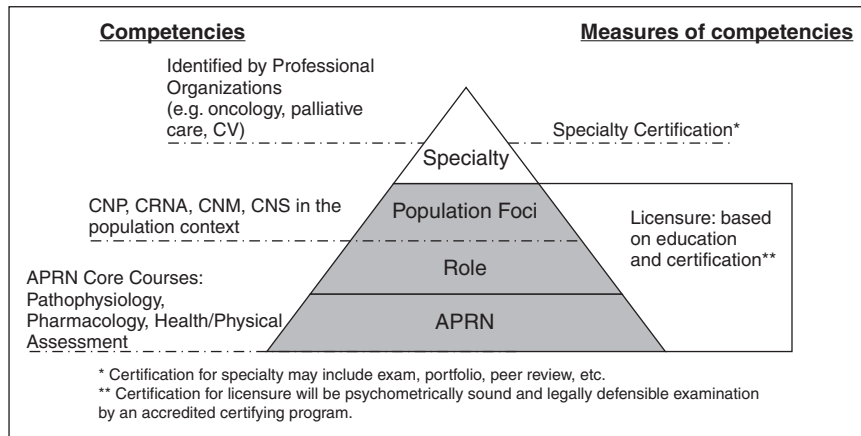 Competencies
Measures of competencies
Identified by Professional
Organizations
(e.g. oncology, palliative
care, CV)
Specialty Certification*
Specialty
CNP, CRNA, CNM, CNS in the
population context
Population Foci
Licensure: based
on education
and certification**
Role
APRN Core Courses:
Pathophysiology,
Pharmacology, Health/Physical
Assessment
APRN
* Certification for specialty may include exam, portfolio, peer review, etc.
** Certification for licensure will be psychometrically sound and legally defensible examination
by an accredited certifying program.